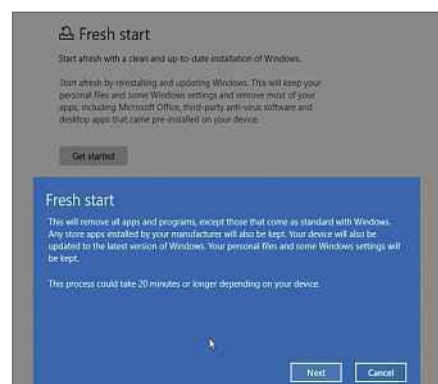 Fresh start
Start afresh with a clean and up-to-date installation of Windows.
Start afresh by reinstalling and updating Windows. This will keep your
personal files and some Windows settings and remove most of your
apps, including Microsoft Office, third-party anti-virus software and
desktop apps that came pre-installed on your device.
Get started
Fresh start
This will remove all apps and programs, except those that come as standard with Windows.
Any store apps installed by your manufacturer will also be kept. Your device will also be
updated to the latest version of Windows. Your personal files and some Windows settings will
be kept.
This process could take 20 minutes or longer depending on your device.
Next
Cancel